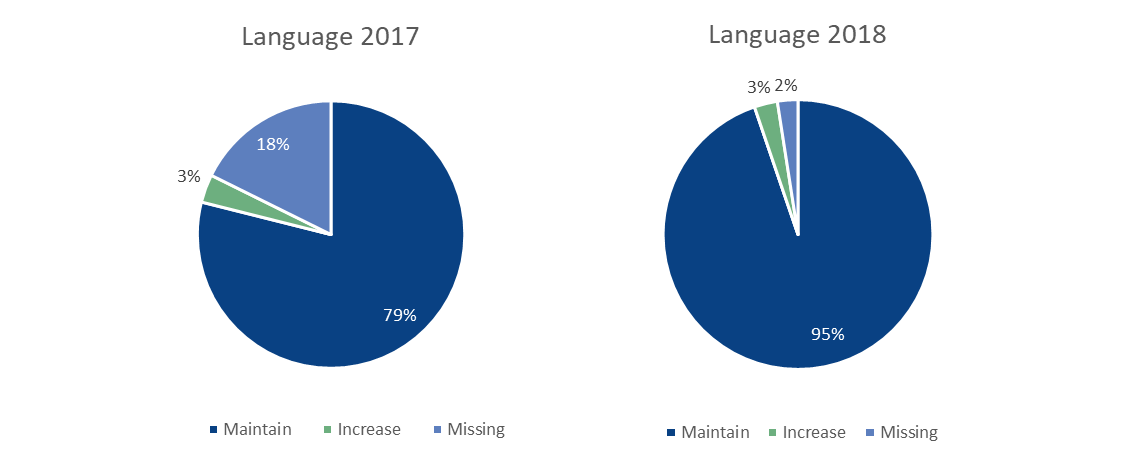 Language 2017
18%
3%
79%
Maintain Increase Missing
Language 2018
3% 2%
95%
Maintain Increase Missing